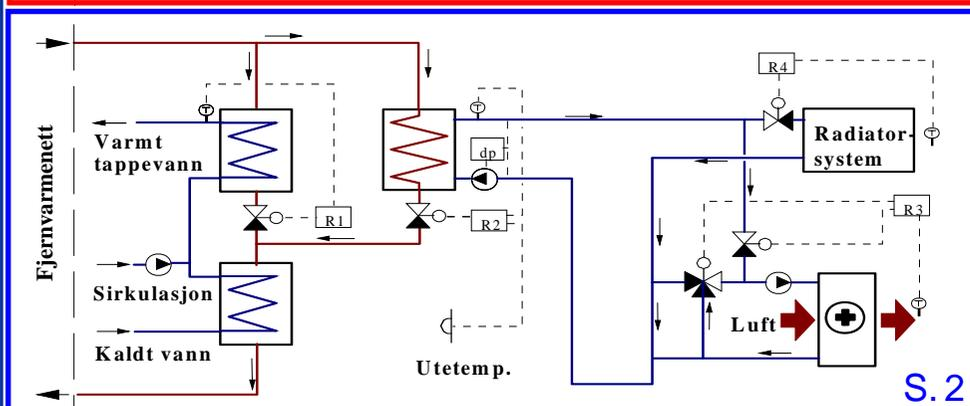 R4
T
T
T
Varmt
tappevann
Radiator-
system
dp
Fjernvarmenett
R1
R2
R3
Sirkulasjon
T
Luft
Kaldt vann
Utetemp.
S. 2